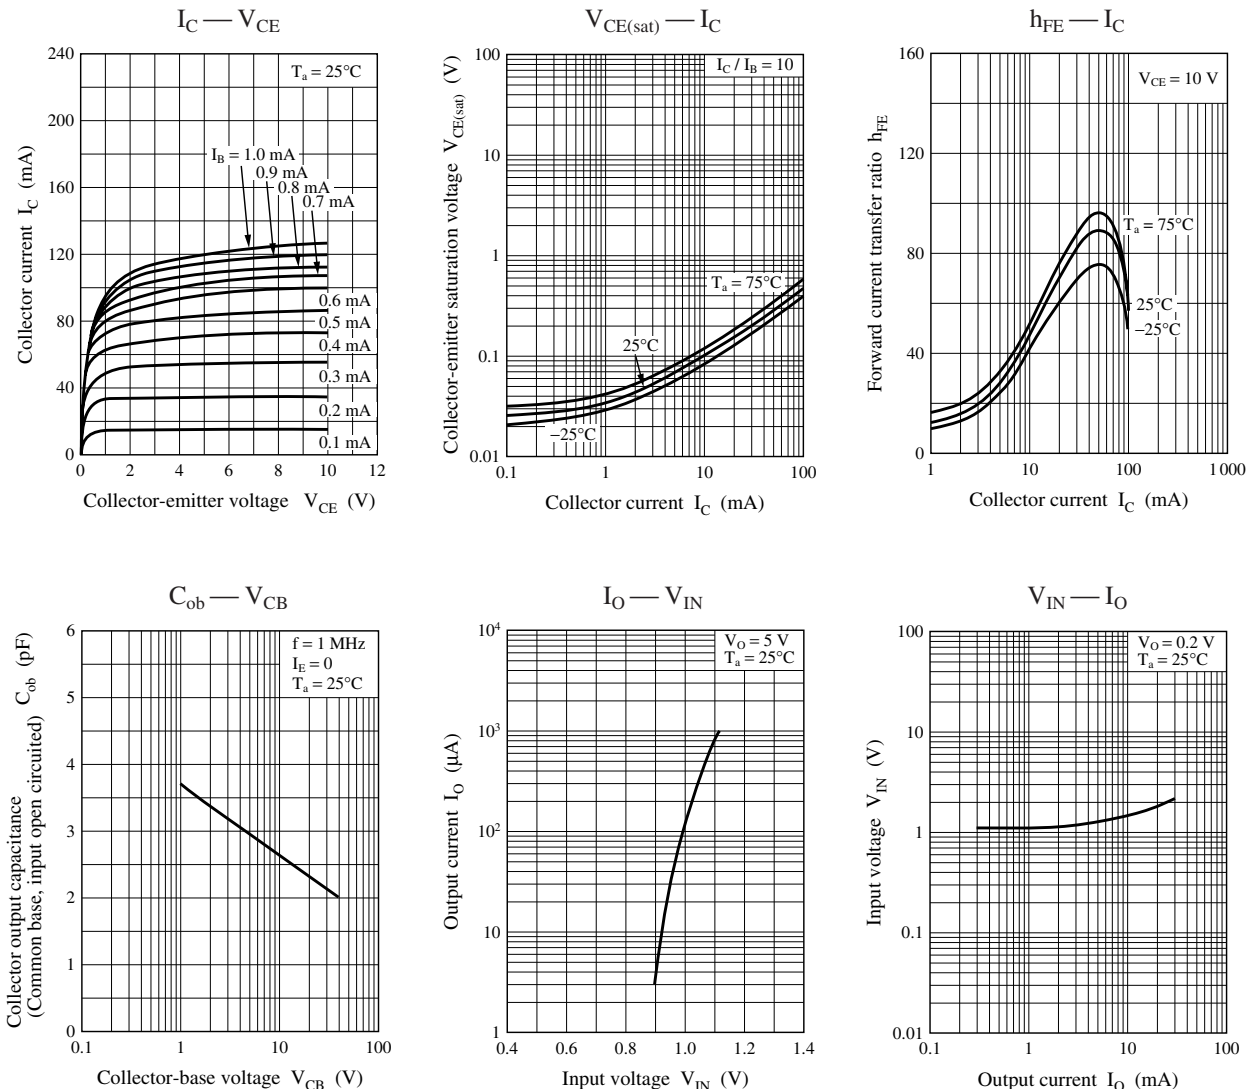 I_C — V_CE
240
200
160
120
80
40
0
0 2 4 6 8 10 12
T_a = 25°C
I_B = 1.0 mA
0.9 mA
0.8 mA
0.7 mA
0.6 mA
0.5 mA
0.4 mA
0.3 mA
0.2 mA
0.1 mA
Collector current I_C (mA)
Collector-emitter voltage V_CE (V)
V_CE(sat) — I_C
100
10
1
0.1
0.01
0.1 1 10 100
I_C / I_B = 10
T_a = 75°C
25°C
–25°C
Collector-emitter saturation voltage V_CE(sat) (V)
Collector current I_C (mA)
h_FE — I_C
160
120
80
40
0
1 10 100 1 000
V_CE = 10 V
T_a = 75°C
25°C
–25°C
Forward current transfer ratio h_FE
Collector current I_C (mA)
C_ob — V_CB
6
5
4
3
2
1
0
0.1 1 10 100
f = 1 MHz
I_E = 0
T_a = 25°C
Collector output capacitance
(Common base, input open circuited) C_ob (pF)
Collector-base voltage V_CB (V)
I_O — V_IN
10⁴
10³
10²
10
1
0.4 0.6 0.8 1.0 1.2 1.4
V_O = 5 V
T_a = 25°C
Output current I_O (µA)
Input voltage V_IN (V)
V_IN — I_O
100
10
1
0.1
0.01
0.1 1 10 100
V_O = 0.2 V
T_a = 25°C
Input voltage V_IN (V)
Output current I_O (mA)